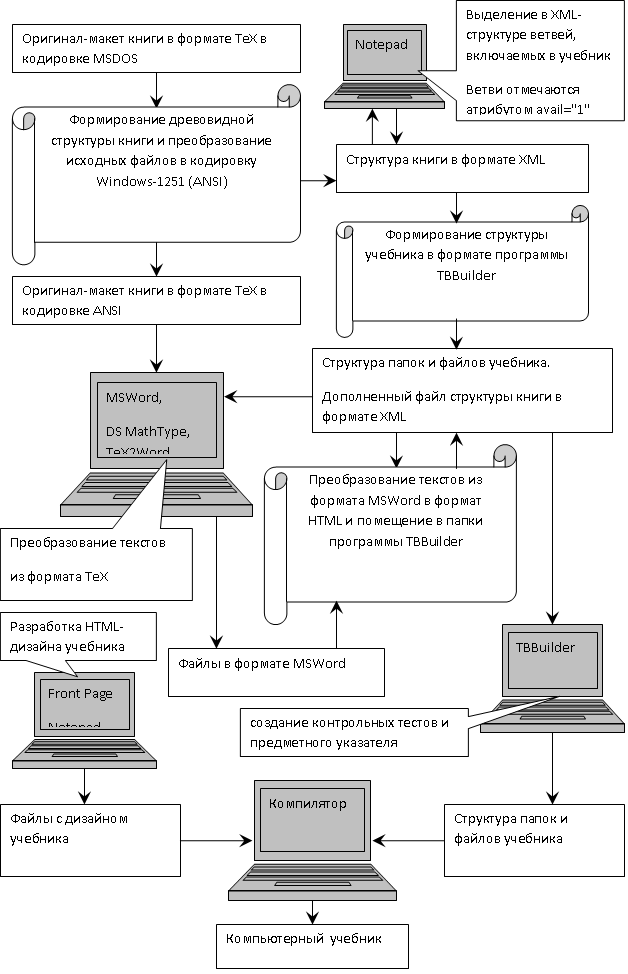 Оригинал-макет книги в формате TeX в
кодировке MSDOS
Notepad
Выделение в XML-
структуре ветвей,
включаемых в учебник
Ветви отмечаются
атрибутом avail="1"
Формирование древовидной
структуры книги и преобразование
исходных файлов в кодировку
Windows-1251 (ANSI)
Структура книги в формате XML
Формирование структуры
учебника в формате программы
TBBuilder
Оригинал-макет книги в формате TeX в
кодировке ANSI
Структура папок и файлов учебника.
Дополненный файл структуры книги в
формате XML
MSWord,
DS MathType,
TeX2Word
Преобразование текстов из
формата MSWord в формат
HTML и помещение в папки
программы TBBuilder
Преобразование текстов
из формата TeX
Разработка HTML-
дизайна учебника
Файлы в формате MSWord
TBBuilder
Front Page
Notepad
создание контрольных тестов и
предметного указателя
Компилятор
Файлы с дизайном
учебника
Структура папок и
файлов учебника
Компьютерный учебник